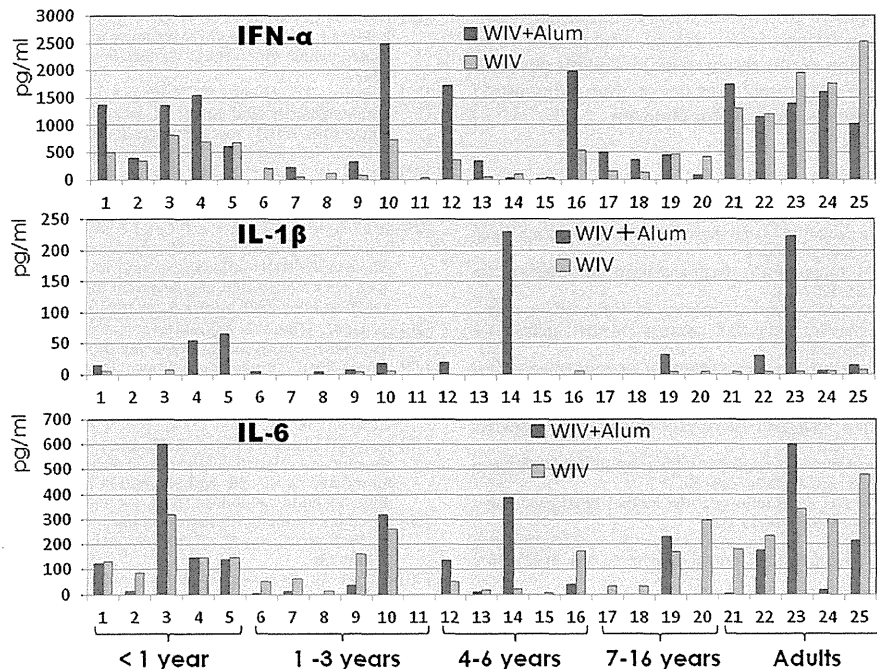 IFN-α
WIV+Alum
WIV
pg/ml
3000
2500
2000
1500
1000
500
0
1 2 3 4 5 6 7 8 9 10 11 12 13 14 15 16 17 18 19 20 21 22 23 24 25
IL-1β
WIV+Alum
WIV
pg/ml
250
200
150
100
50
0
1 2 3 4 5 6 7 8 9 10 11 12 13 14 15 16 17 18 19 20 21 22 23 24 25
IL-6
WIV+Alum
WIV
pg/ml
700
600
500
400
300
200
100
0
1 2 3 4 5 6 7 8 9 10 11 12 13 14 15 16 17 18 19 20 21 22 23 24 25
< 1 year 1 -3 years 4-6 years 7-16 years Adults